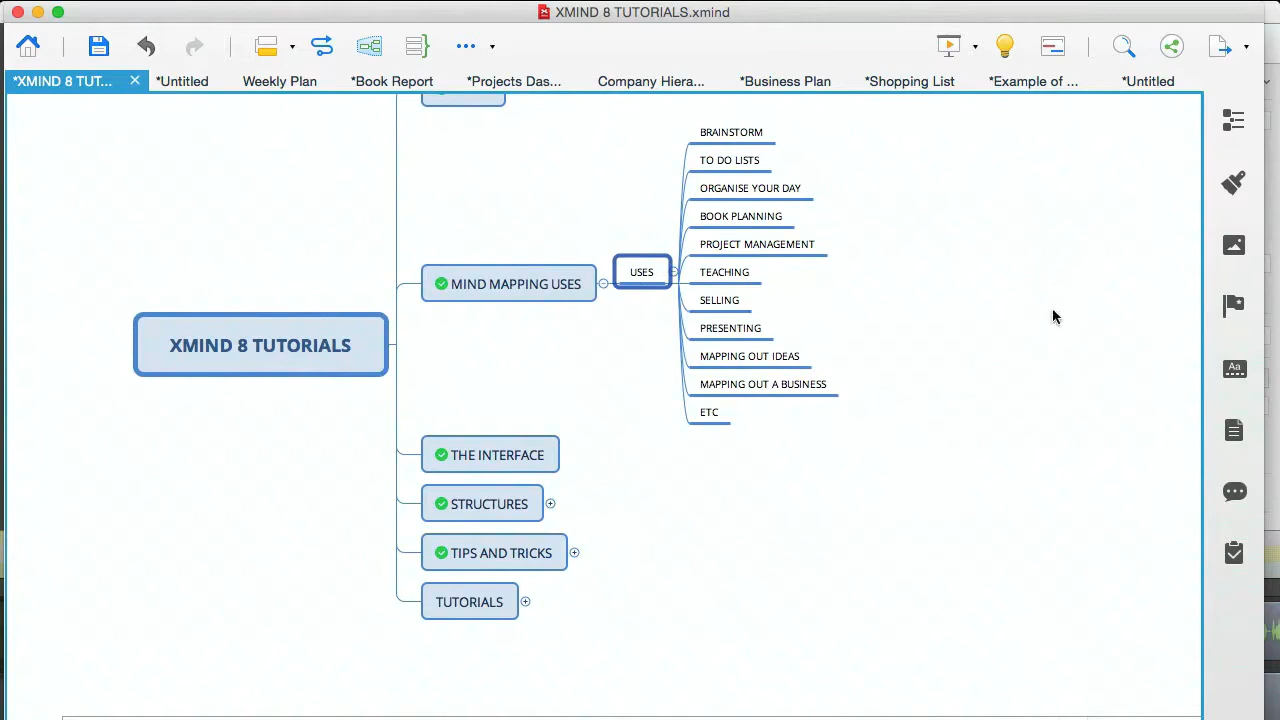 XMIND 8 TUTORIALS.xmind
*XMIND 8 TUT...
*Untitled
Weekly Plan
*Book Report
*Projects Das...
Company Hiera...
*Business Plan
*Shopping List
*Example of ...
*Untitled
BRAINSTORM
TO DO LISTS
ORGANISE YOUR DAY
BOOK PLANNING
PROJECT MANAGEMENT
MIND MAPPING USES
USES
TEACHING
SELLING
PRESENTING
XMIND 8 TUTORIALS
MAPPING OUT IDEAS
MAPPING OUT A BUSINESS
ETC
THE INTERFACE
STRUCTURES
TIPS AND TRICKS
TUTORIALS
Aa